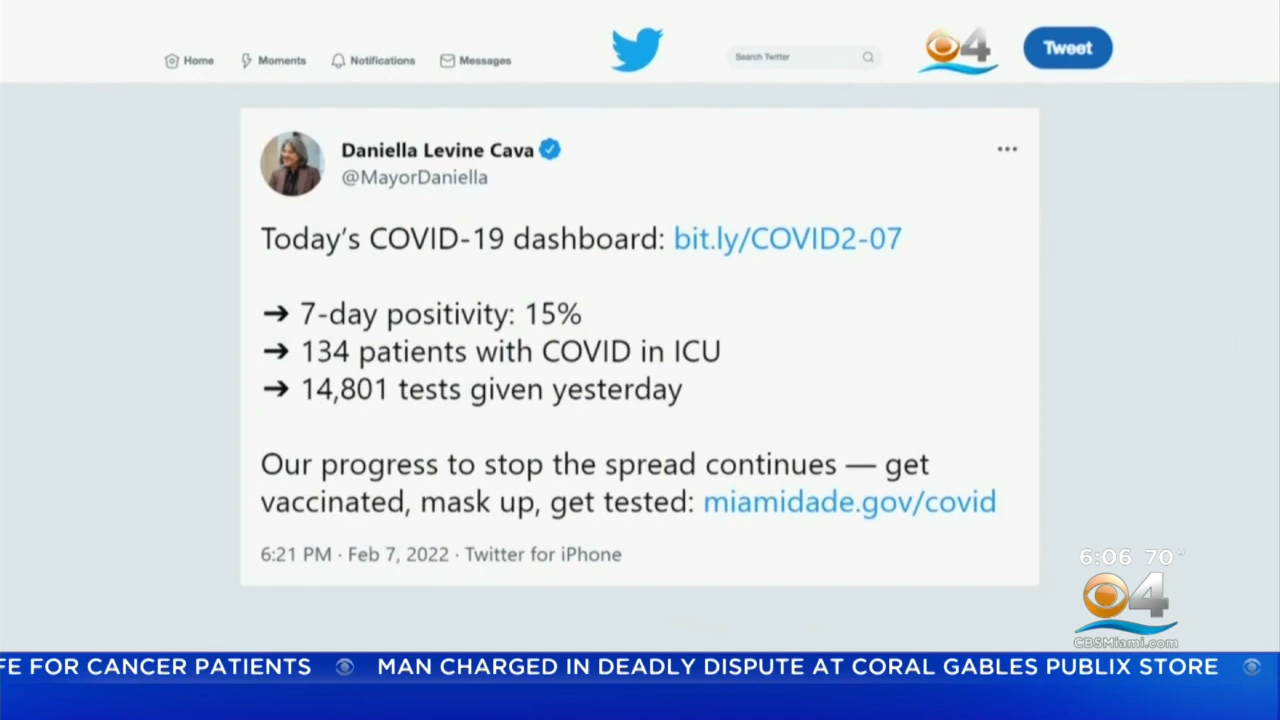 Home Moments Notifications Messages Search Twitter 4 Tweet
Daniella Levine Cava
@MayorDaniella
Today's COVID-19 dashboard: bit.ly/COVID2-07
➔ 7-day positivity: 15%
➔ 134 patients with COVID in ICU
➔ 14,801 tests given yesterday
Our progress to stop the spread continues — get
vaccinated, mask up, get tested: miamidade.gov/covid
6:21 PM · Feb 7, 2022 · Twitter for iPhone
6:06 70°
4
CBSMiami.com
FE FOR CANCER PATIENTS MAN CHARGED IN DEADLY DISPUTE AT CORAL GABLES PUBLIX STORE